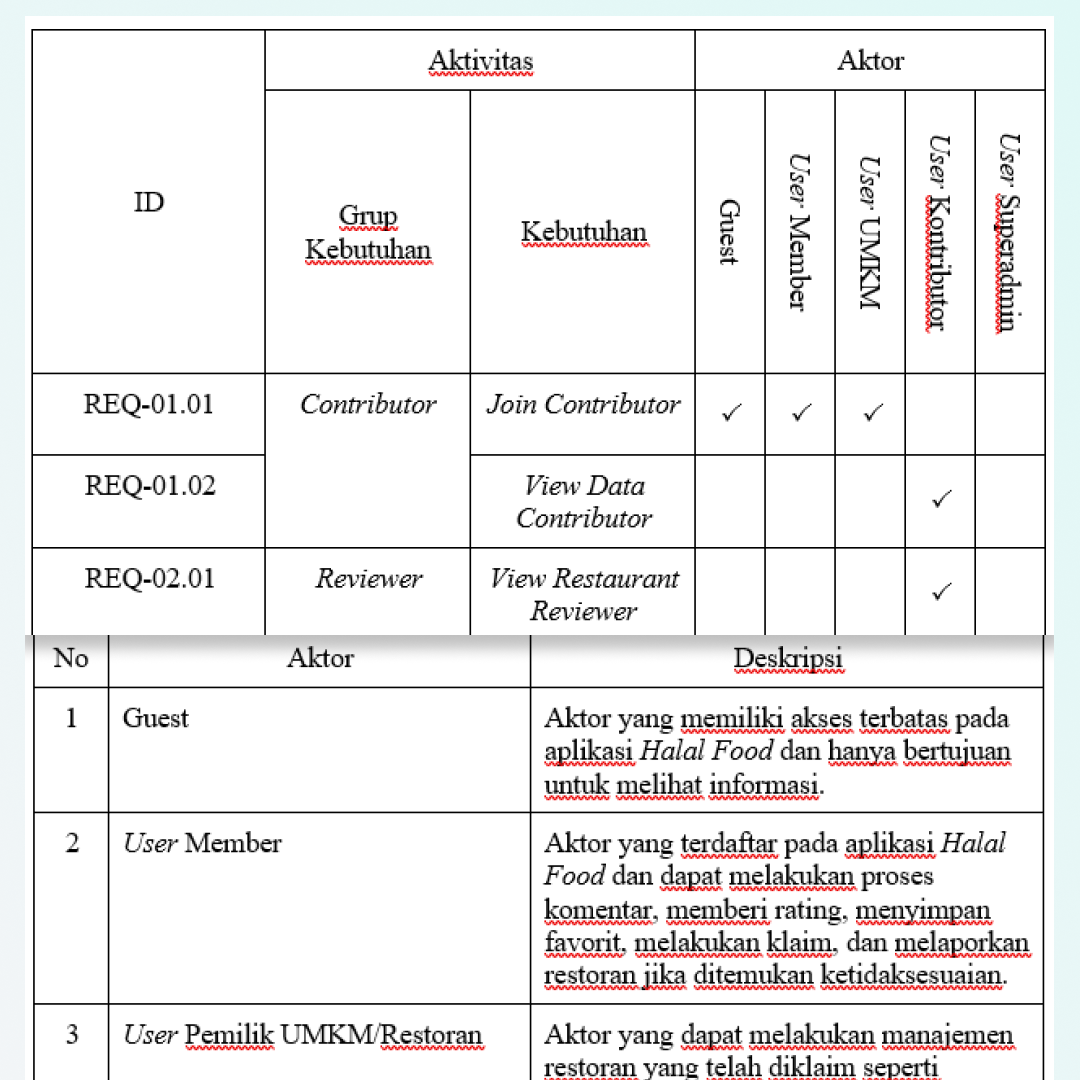 ID
Aktivitas
Aktor
Grup
Kebutuhan
Kebutuhan
Guest
User Member
User UMKM
User Kontributor
User Superadmin
REQ-01.01
Contributor
Join Contributor
✓ ✓ ✓
REQ-01.02
View Data
Contributor
✓
REQ-02.01
Reviewer
View Restaurant
Reviewer
✓
No
Aktor
Deskripsi
1
Guest
Aktor yang memiliki akses terbatas pada
aplikasi Halal Food dan hanya bertujuan
untuk melihat informasi.
2
User Member
Aktor yang terdaftar pada aplikasi Halal
Food dan dapat melakukan proses
komentar, memberi rating, menyimpan
favorit, melakukan klaim, dan melaporkan
restoran jika ditemukan ketidaksesuaian.
3
User Pemilik UMKM/Restoran
Aktor yang dapat melakukan manajemen
restoran yang telah diklaim seperti